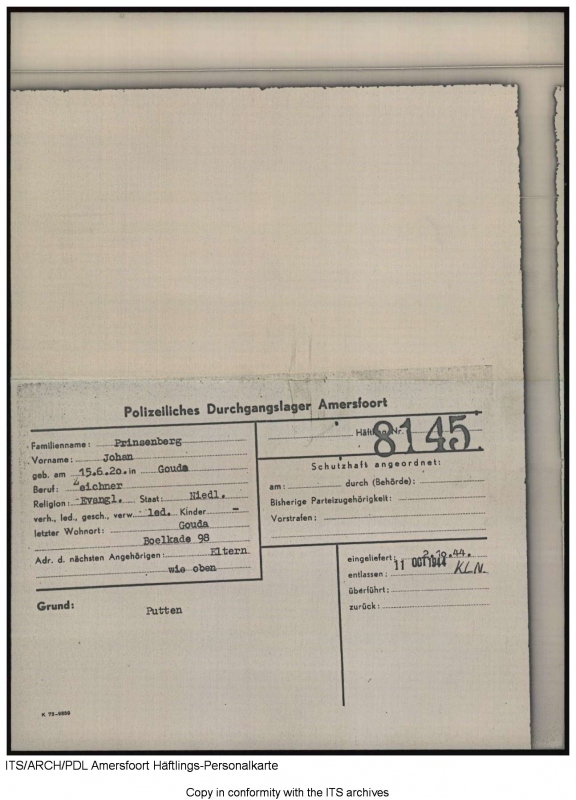 Polizeiliches Durchgangslager Amersfoort
Familienname: Prinsenberg
Vorname: Johan
geb. am 15.6.20. in Gouda
Beruf: Zeichner
Religion: Evangl. Staat: Niedl.
verh., led., gesch., verw. led. Kinder -
letzter Wohnort: Gouda
Boelkade 98
Adr. d. nächsten Angehörigen: Eltern
wie oben
Häftlings-Nr. 8145
Schutzhaft angeordnet:
am: durch (Behörde):
Bisherige Parteizugehörigkeit:
Vorstrafen:
eingeliefert: 2.10.44.
entlassen: 11 OCT 1944 KLN.
überführt:
zurück:
Grund: Putten
ITS/ARCH/PDL Amersfoort Häftlings-Personalkarte
Copy in conformity with the ITS archives